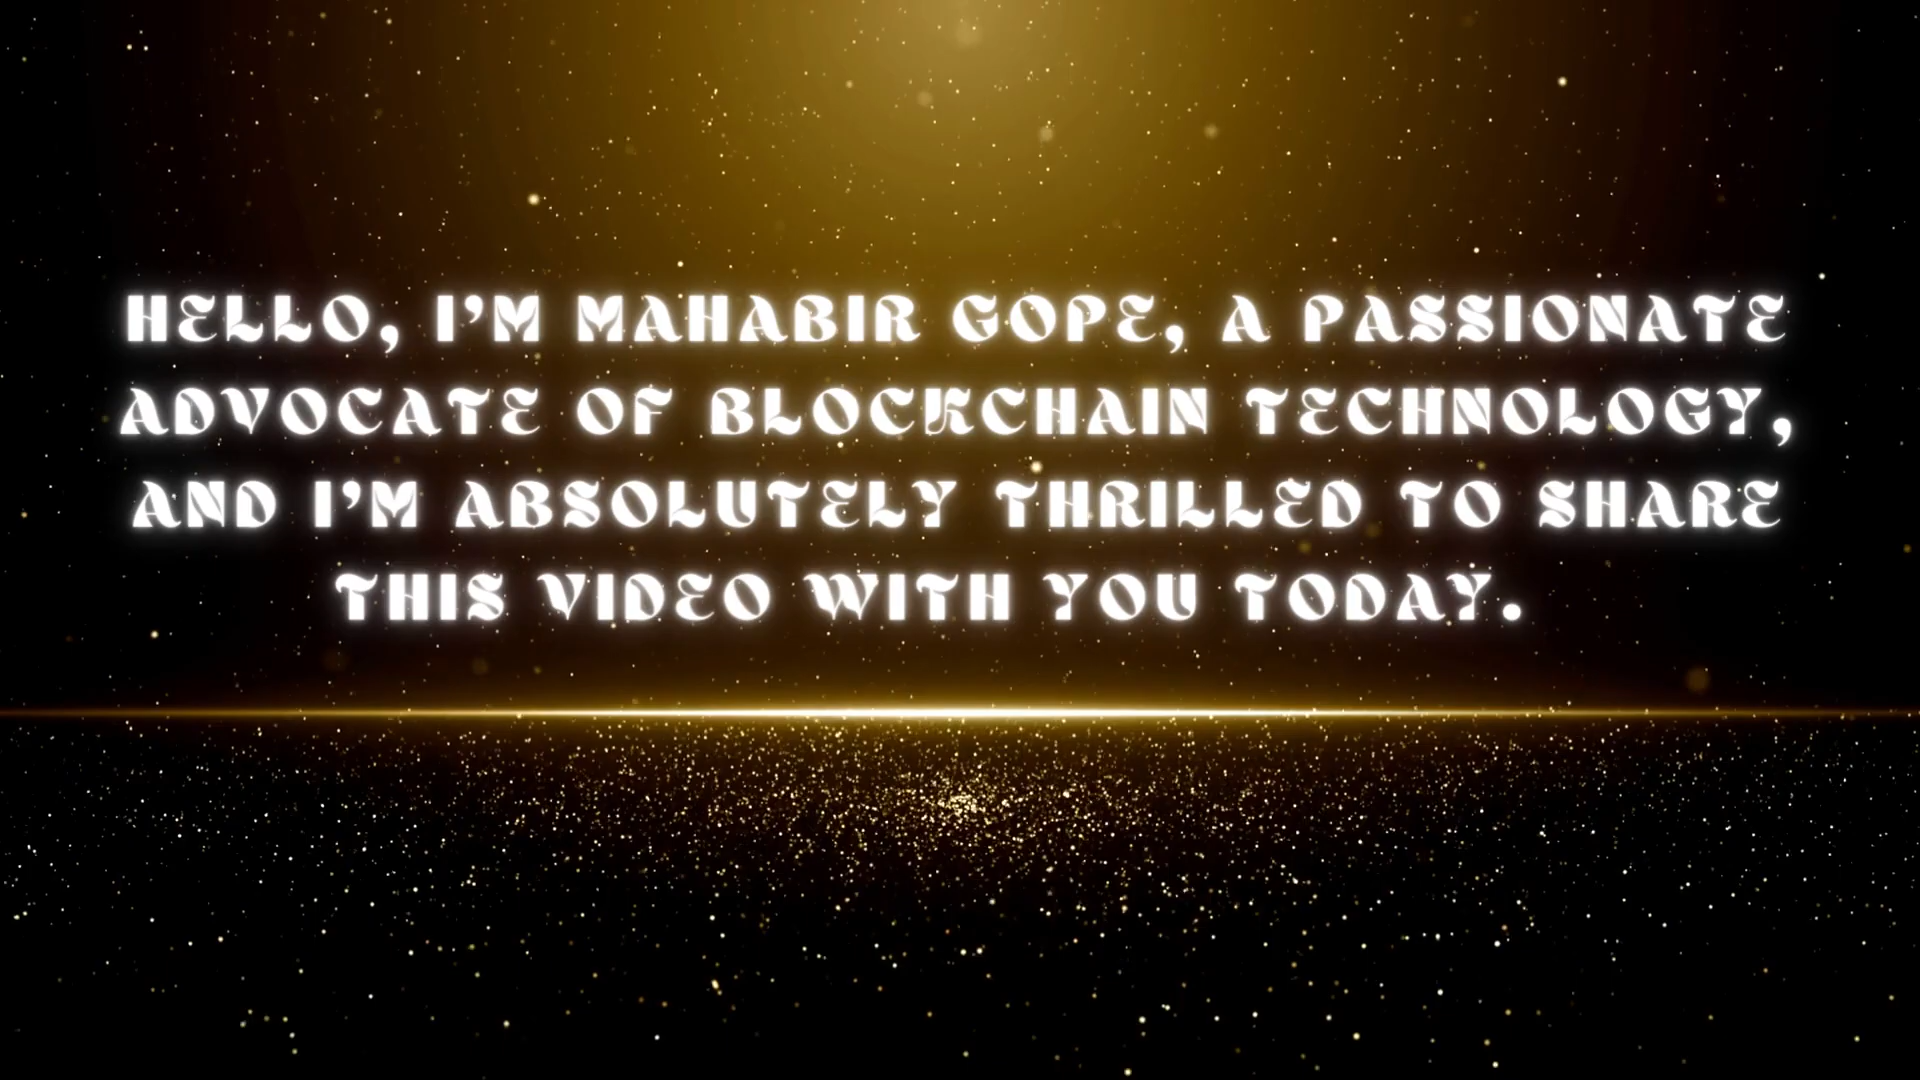 HELLO, I'M MAHABIR GOPE, A PASSIONATE
ADVOCATE OF BLOCKCHAIN TECHNOLOGY,
AND I'M ABSOLUTELY THRILLED TO SHARE
THIS VIDEO WITH YOU TODAY.